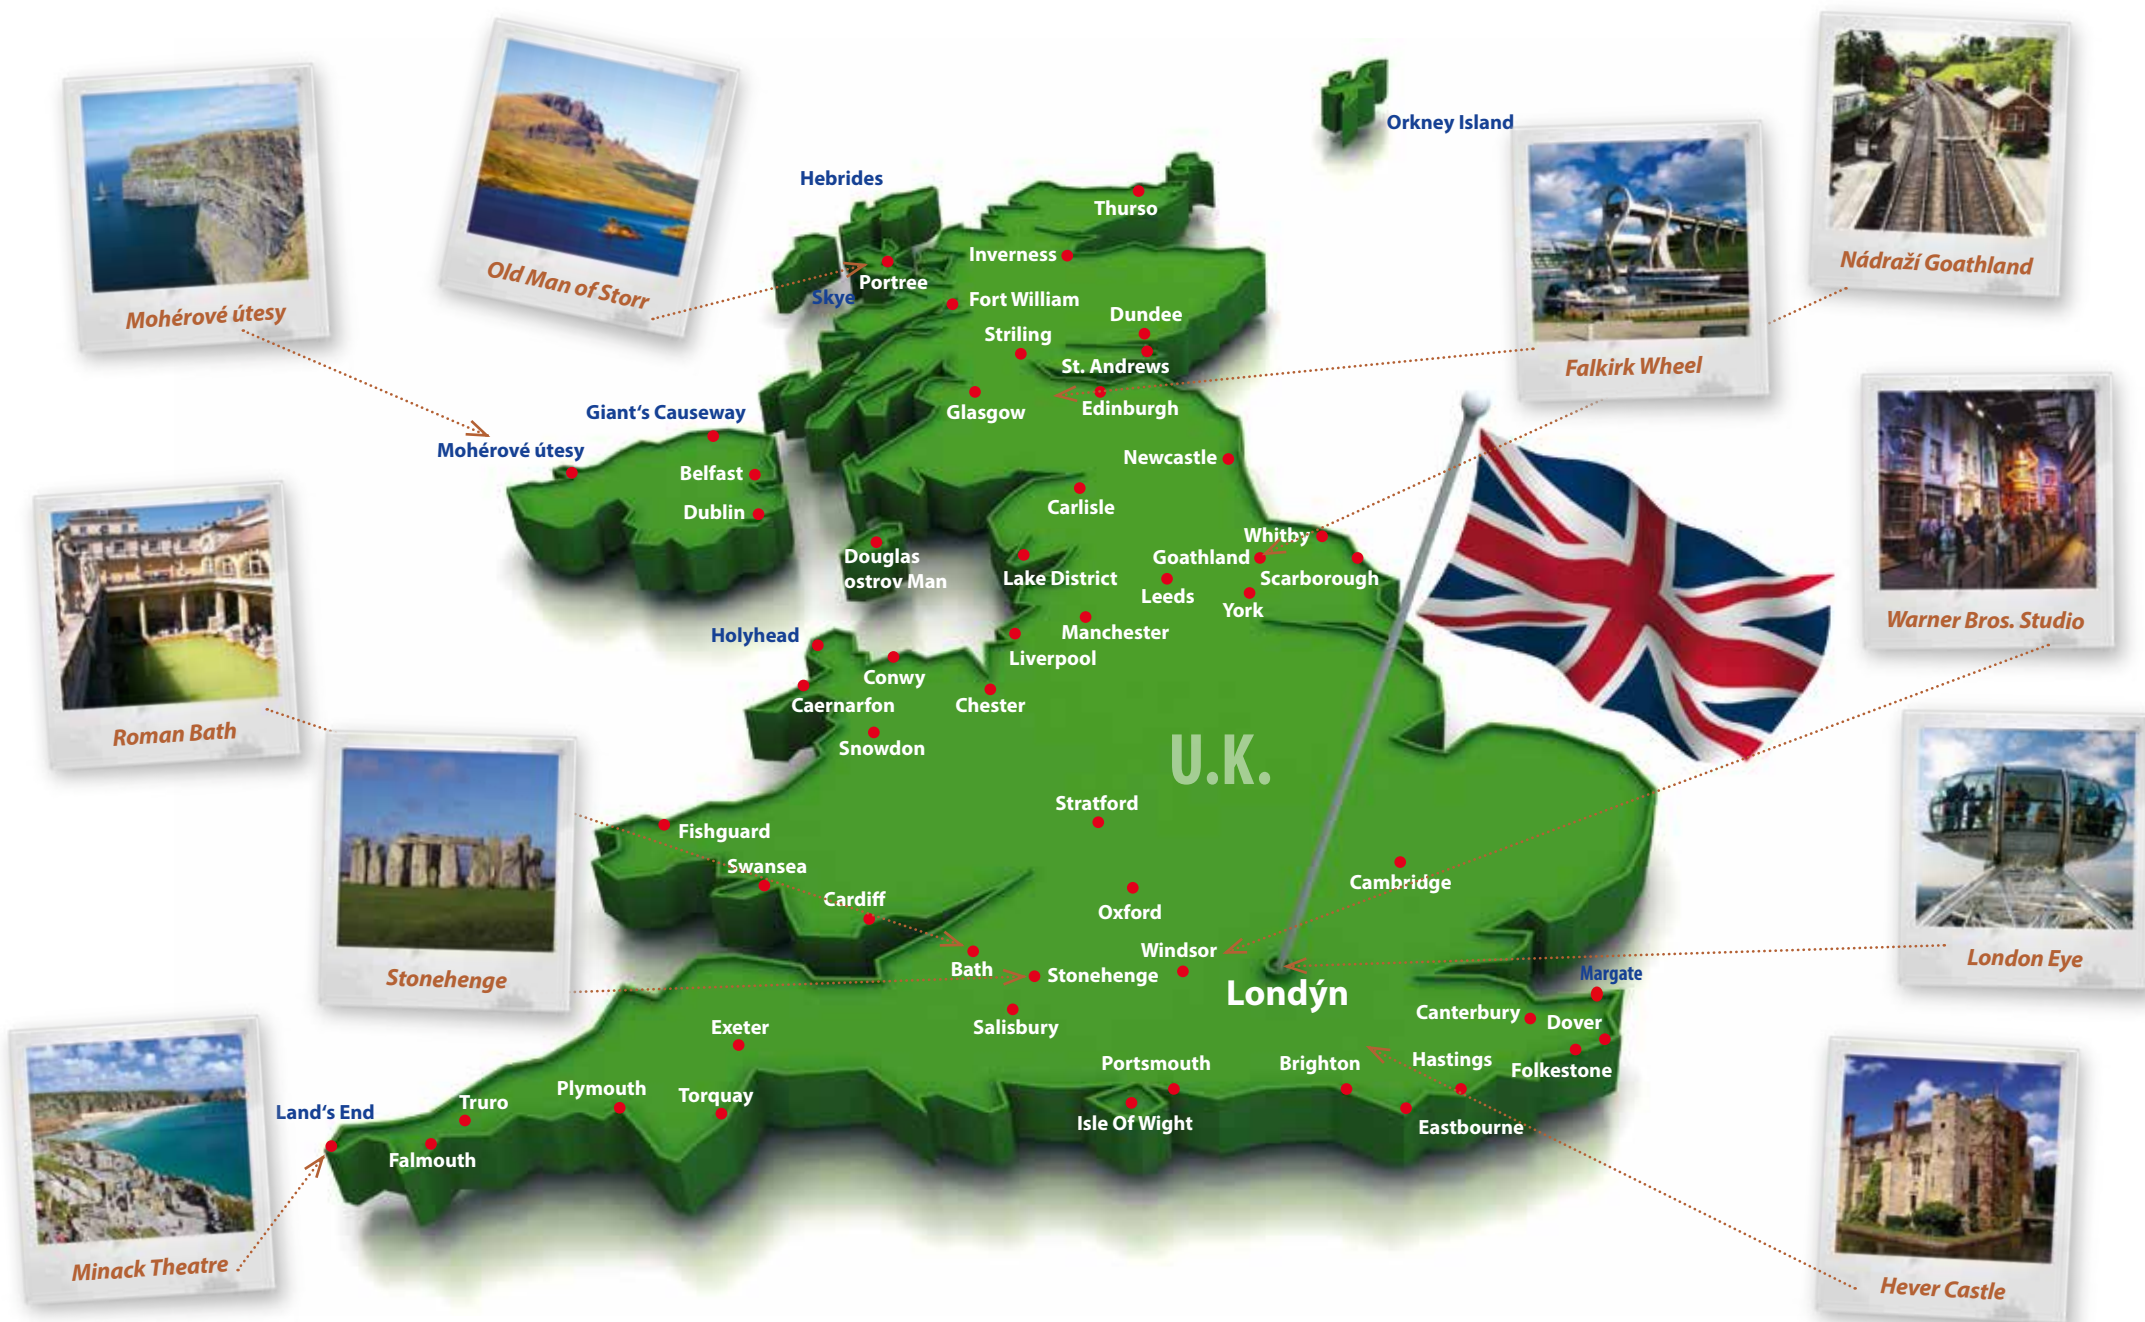 Orkney Island
Hebrides
Thurso
Nádraží Goathland
Inverness
Old Man of Storr
Portree
Skye
Fort William
Mohérové útesy
Dundee
Striling
St. Andrews
Falkirk Wheel
Giant's Causeway
Glasgow
Edinburgh
Mohérové útesy
Belfast
Newcastle
Dublin
Carlisle
Whitby
Douglas
ostrov Man
Goathland
Lake District
Scarborough
Leeds
York
Warner Bros. Studio
Holyhead
Manchester
Liverpool
Conwy
Caernarfon
Chester
Roman Bath
Snowdon
U.K.
Stratford
Fishguard
Swansea
Cambridge
Cardiff
Oxford
Windsor
London Eye
Bath
Stonehenge
Margate
Stonehenge
Londýn
Canterbury
Dover
Exeter
Salisbury
Portsmouth
Brighton
Hastings
Folkestone
Plymouth
Torquay
Truro
Land's End
Isle Of Wight
Eastbourne
Falmouth
Minack Theatre
Hever Castle